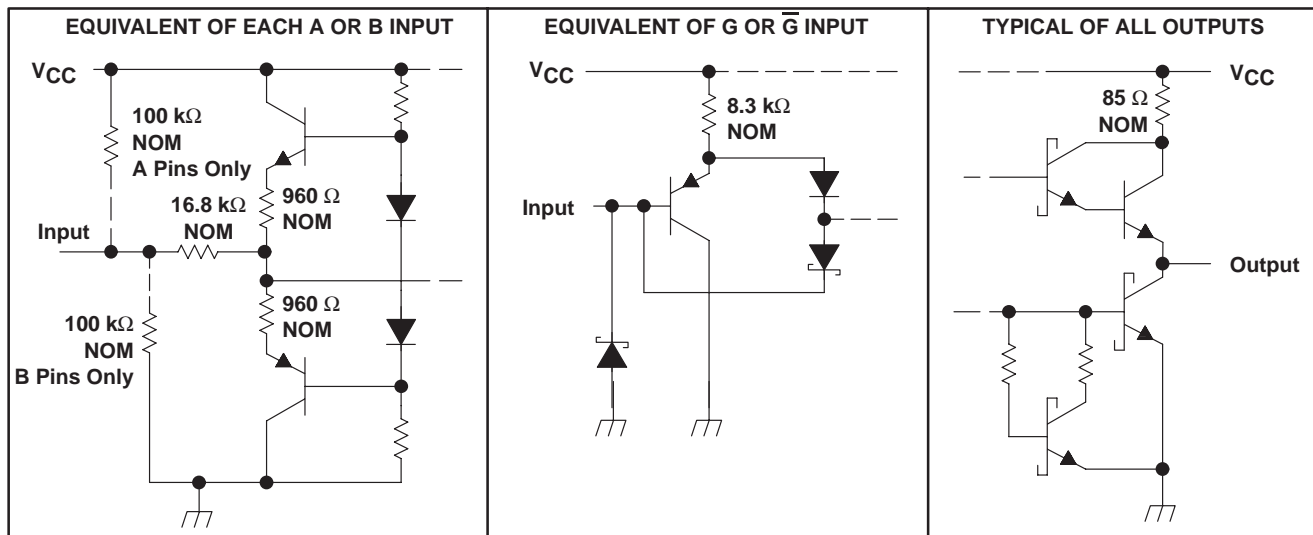 EQUIVALENT OF EACH A OR B INPUT
VCC
100 kΩ
NOM
A Pins Only
16.8 kΩ
NOM
960 Ω
NOM
Input
960 Ω
NOM
100 kΩ
NOM
B Pins Only
EQUIVALENT OF G OR G̅ INPUT
VCC
8.3 kΩ
NOM
Input
TYPICAL OF ALL OUTPUTS
VCC
85 Ω
NOM
Output